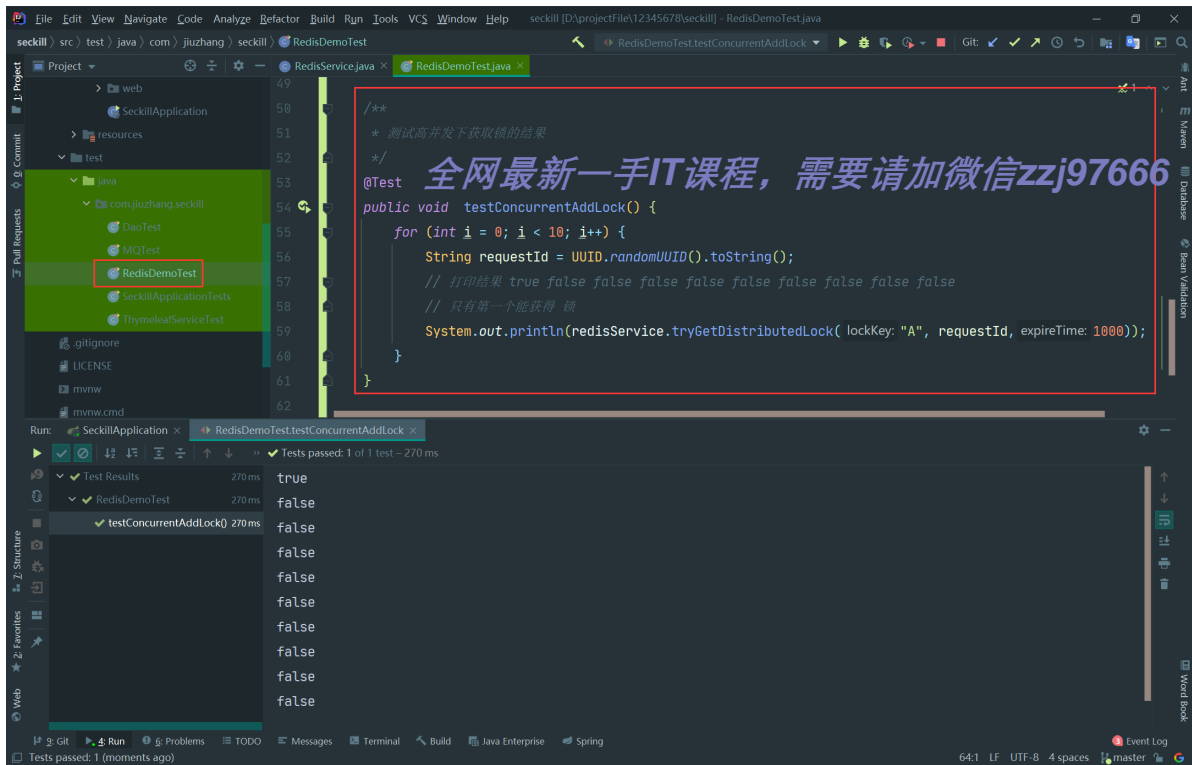 File Edit View Navigate Code Analyze Refactor Build Run Tools VCS Window Help seckill [D:\projectFile\12345678\seckill] - RedisDemoTest.java
seckill src test java com jiuzhang seckill RedisDemoTest RedisDemoTest.testConcurrentAddLock Git:
Project RedisService.java RedisDemoTest.java
1: Project
0: Commit
Pull Requests
web
SeckillApplication
resources
test
java
com.jiuzhang.seckill
DaoTest
MQTest
RedisDemoTest
SeckillApplicationTests
ThymeleafServiceTest
.gitignore
LICENSE
mvnw
mvnw.cmd
49
50 /**
51 * 测试高并发下获取锁的结果
52 */
全网最新一手IT课程，需要请加微信zzj97666
53 @Test
54 public void testConcurrentAddLock() {
55 for (int i = 0; i < 10; i++) {
56 String requestId = UUID.randomUUID().toString();
57 // 打印结果 true false false false false false false false false false
58 // 只有第一个能获得 锁
59 System.out.println(redisService.tryGetDistributedLock( lockKey: "A", requestId, expireTime: 1000));
60 }
61 }
62
1
Ant
Maven
Database
Bean Validation
Word Book
Run: SeckillApplication RedisDemoTest.testConcurrentAddLock
Tests passed: 1 of 1 test – 270 ms
Test Results 270 ms
RedisDemoTest 270 ms
testConcurrentAddLock() 270 ms
true
false
false
false
false
false
false
false
false
false
7: Structure
2: Favorites
Web
9: Git 4: Run 6: Problems TODO Messages Terminal Build Java Enterprise Spring 3 Event Log
Tests passed: 1 (moments ago) 64:1 LF UTF-8 4 spaces master